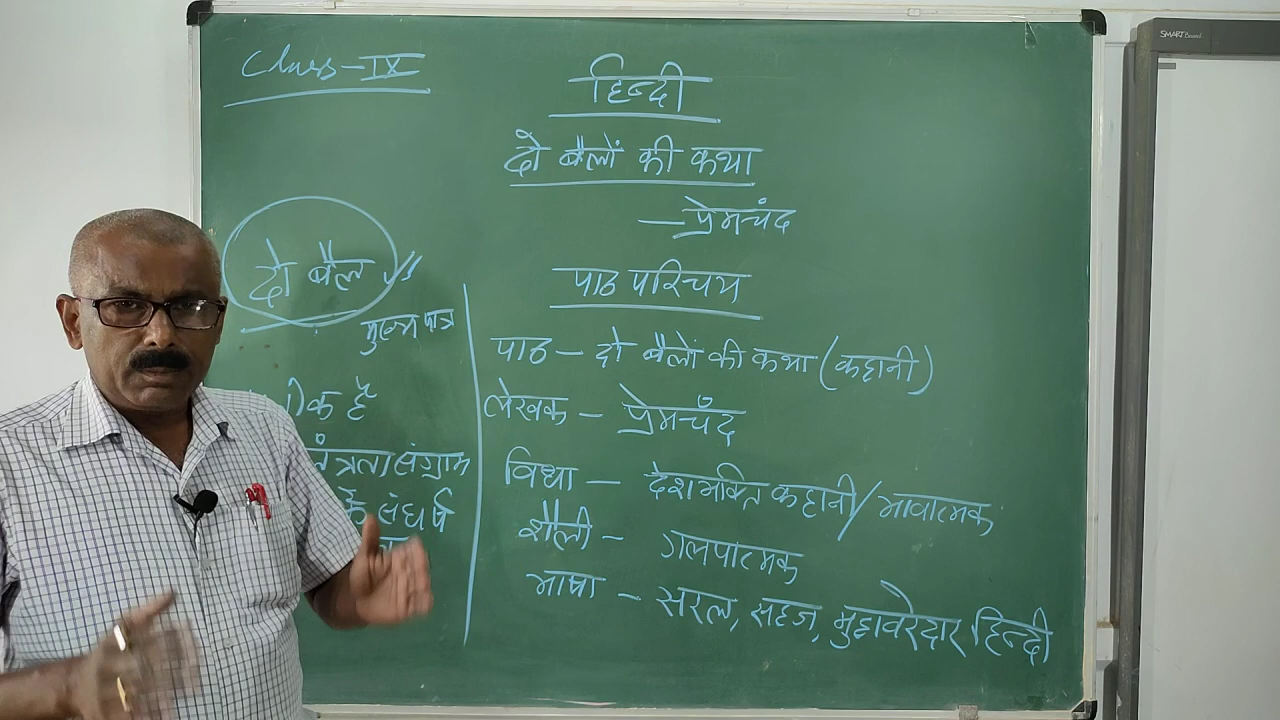 Class-IX
हिन्दी
दो बैलों की कथा
—प्रेमचंद
दो बैल
मुख्य पात्र
क है
संग्राम
के संघर्ष
पाठ परिचय
पाठ – दो बैलों की कथा (कहानी)
लेखक – प्रेमचँद
विधा — देशभक्ति कहानी/भावात्मक
शैली – गल्पात्मक
भाषा – सरल, सहज, मुहावरेदार हिन्दी
SMART Board